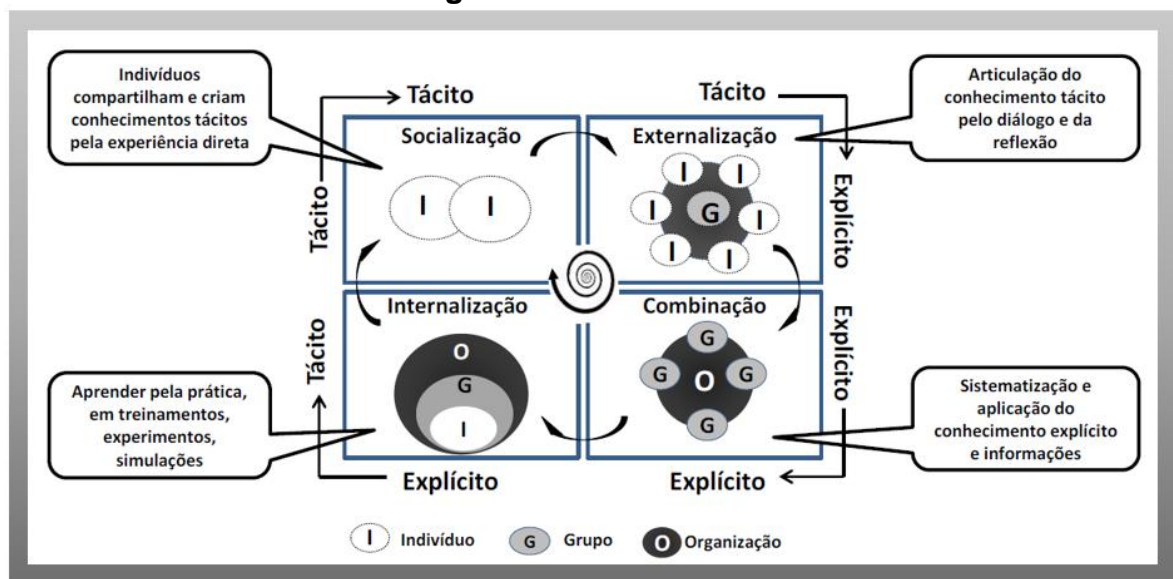 Indivíduos
compartilham e criam
conhecimentos tácitos
pela experiência direta
Tácito
Tácito
Socialização
I
I
Tácito
Externalização
I
I
I
G
I
I
I
Explícito
Articulação do
conhecimento tácito
pelo diálogo e da
reflexão
Aprender pela prática,
em treinamentos,
experimentos,
simulações
Tácito
Explícito
Internalização
O
G
I
Combinação
G
G
O
G
G
Explícito
Explícito
Sistematização e
aplicação do
conhecimento explícito
e informações
I Indivíduo
G Grupo
O Organização